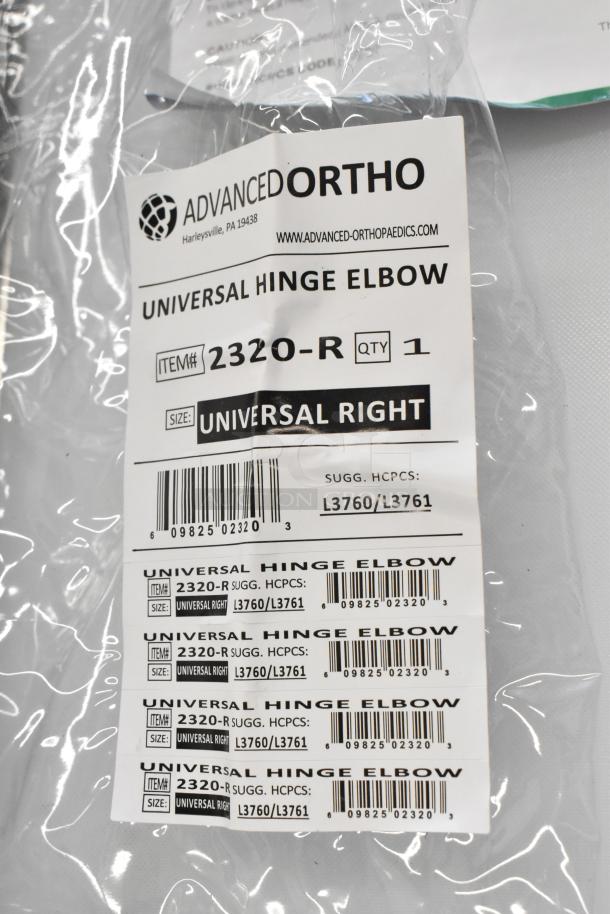 CAUTION
ADVANCEDORTHO
Harleysville, PA 19438
WWW.ADVANCED-ORTHOPAEDICS.COM
UNIVERSAL HINGE ELBOW
ITEM# 2320-R QTY 1
SIZE: UNIVERSAL RIGHT
SUGG. HCPCS:
L3760/L3761
6 09825 02320 3
UNIVERSAL HINGE ELBOW
ITEM# 2320-R SUGG. HCPCS:
SIZE: UNIVERSAL RIGHT L3760/L3761
6 09825 02320 3
UNIVERSAL HINGE ELBOW
ITEM# 2320-R SUGG. HCPCS:
SIZE: UNIVERSAL RIGHT L3760/L3761
6 09825 02320 3
UNIVERSAL HINGE ELBOW
ITEM# 2320-R SUGG. HCPCS:
SIZE: UNIVERSAL RIGHT L3760/L3761
6 09825 02320 3
UNIVERSAL HINGE ELBOW
ITEM# 2320-R SUGG. HCPCS:
SIZE: UNIVERSAL RIGHT L3760/L3761
6 09825 02320 3